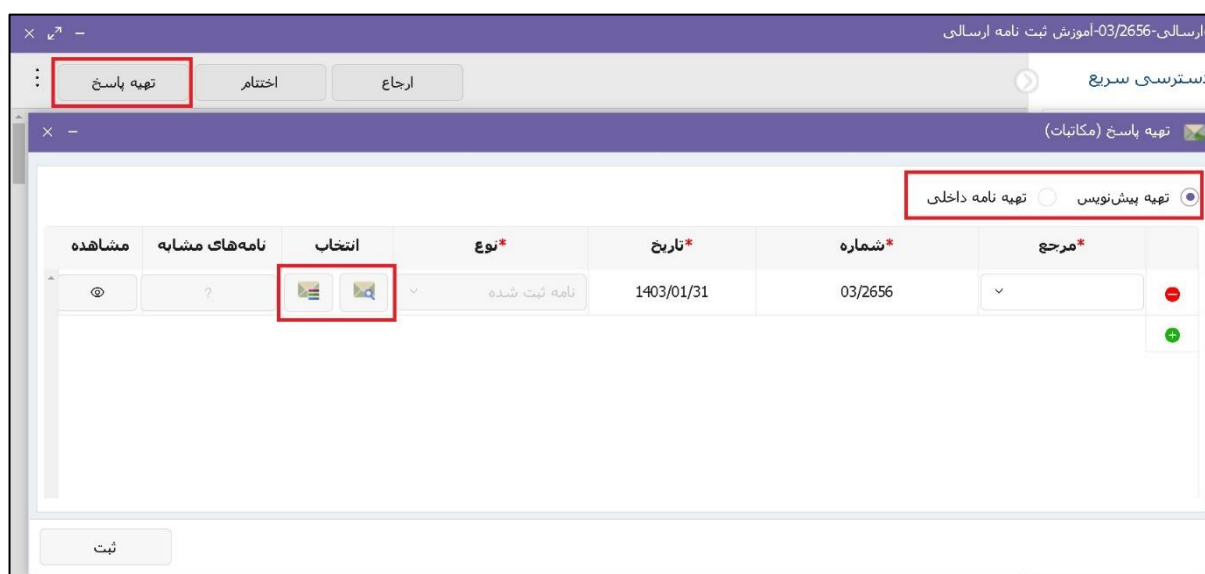 ارسالی-03/2656-آموزش ثبت نامه ارسالی
دسترسی سریع
ارجاع اختتام تهیه پاسخ
تهیه پاسخ (مکاتبات)
تهیه پیش‌نویس تهیه نامه داخلی
*مرجع *شماره *تاریخ *نوع انتخاب نامه‌های مشابه مشاهده
03/2656 1403/01/31 نامه ثبت شده ?
ثبت